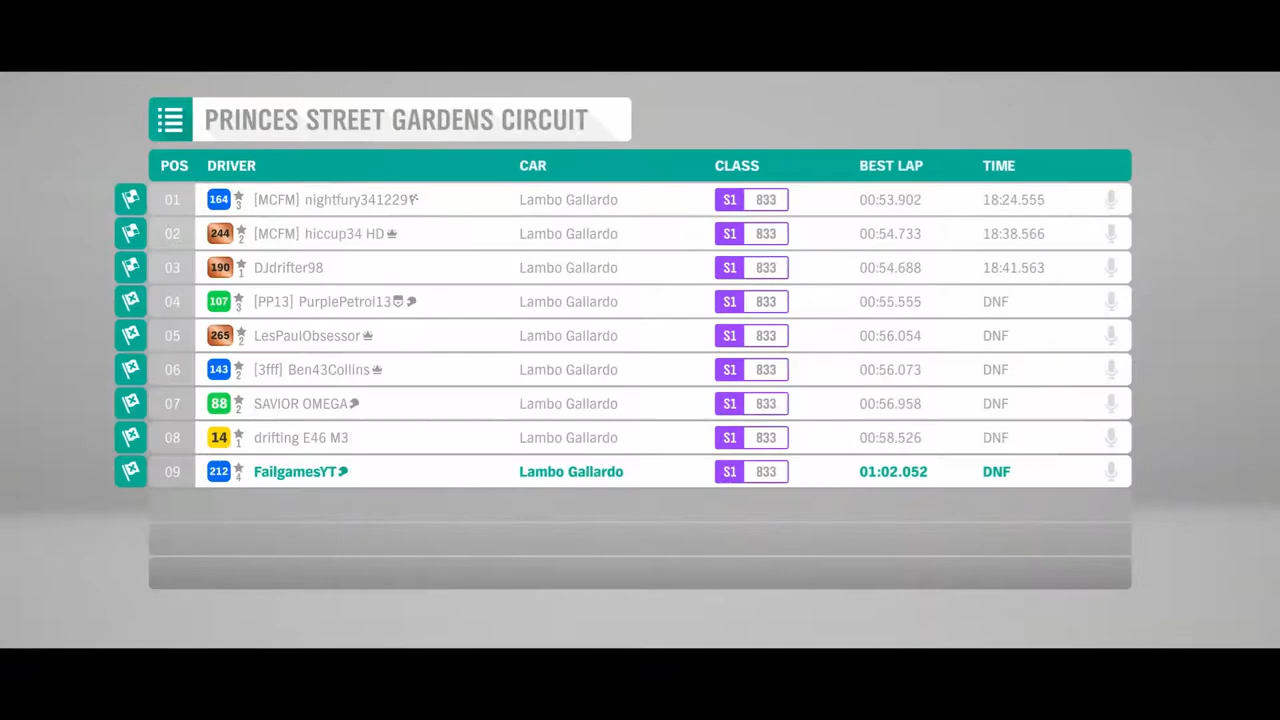 PRINCES STREET GARDENS CIRCUIT
POS DRIVER CAR CLASS BEST LAP TIME
01 164 3 [MCFM] nightfury341229 Lambo Gallardo S1 833 00:53.902 18:24.555
02 244 2 [MCFM] hiccup34 HD Lambo Gallardo S1 833 00:54.733 18:38.566
03 190 1 DJdrifter98 Lambo Gallardo S1 833 00:54.688 18:41.563
04 107 3 [PP13] PurplePetrol13 Lambo Gallardo S1 833 00:55.555 DNF
05 265 2 LesPaulObsessor Lambo Gallardo S1 833 00:56.054 DNF
06 143 2 [3fff] Ben43Collins Lambo Gallardo S1 833 00:56.073 DNF
07 88 2 SAVIOR OMEGA Lambo Gallardo S1 833 00:56.958 DNF
08 14 1 drifting E46 M3 Lambo Gallardo S1 833 00:58.526 DNF
09 212 4 FailgamesYT Lambo Gallardo S1 833 01:02.052 DNF